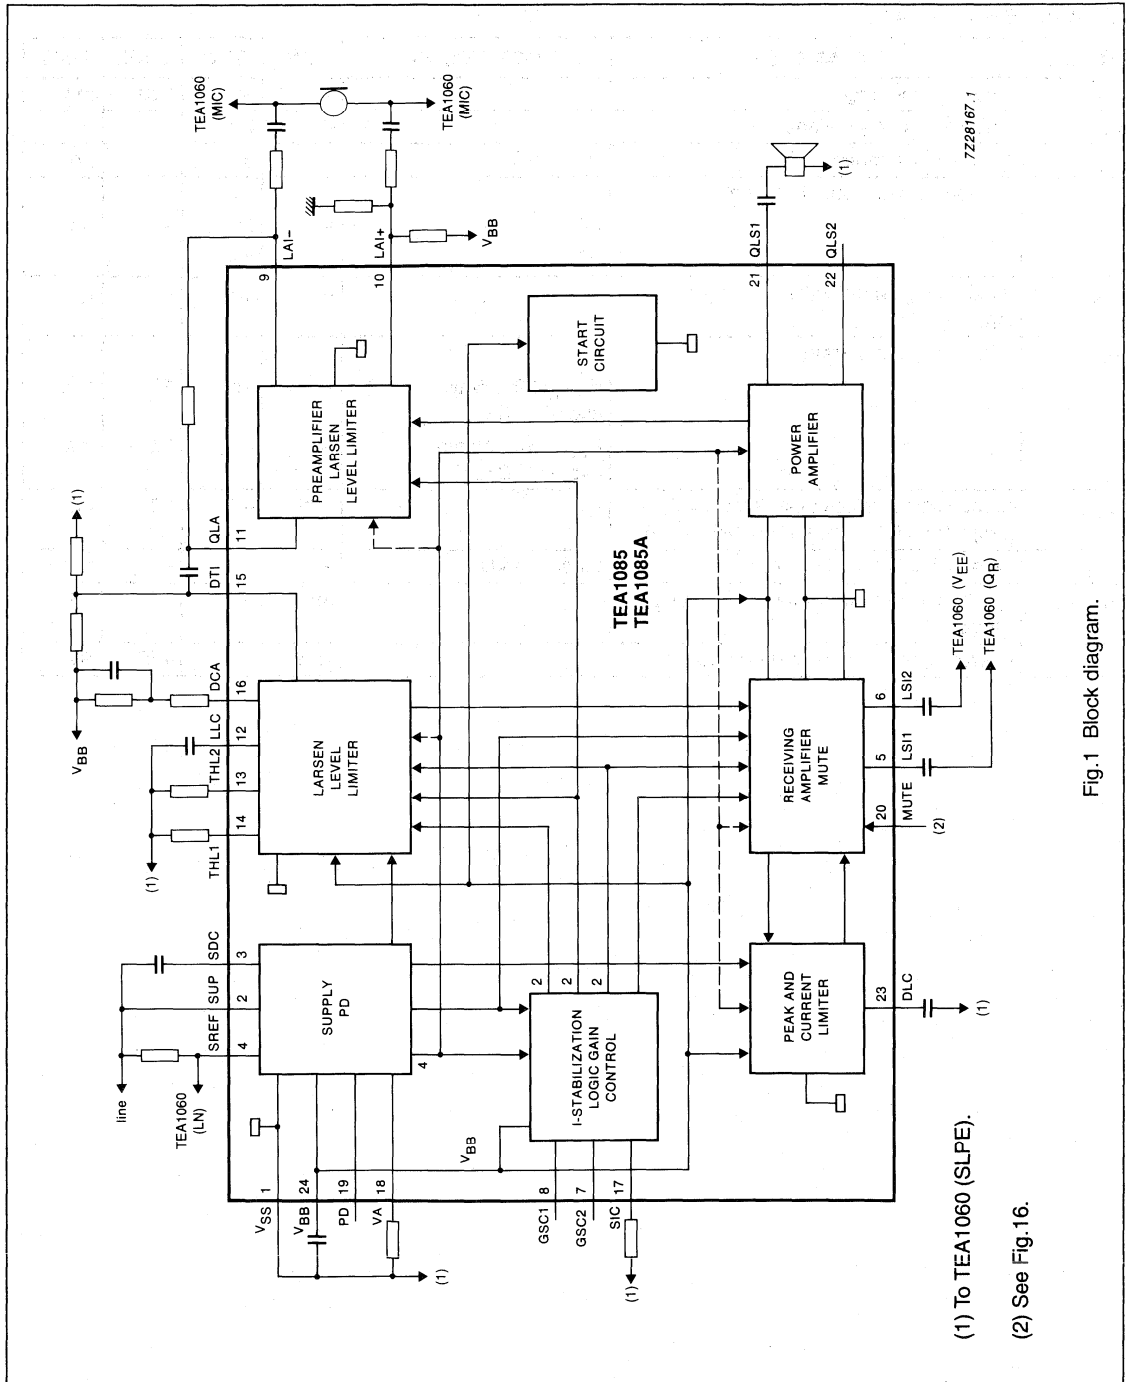 line
TEA1060
(LN)
SREF
4
SUP
2
SDC
3
(1)
THL1
14
THL2
13
LLC
12
DCA
16
VBB
DTI
15
QLA
11
(1)
TEA1060
(MIC)
TEA1060
(MIC)
LAI−
9
LAI+
10
VBB
VSS
1
VBB
24
PD
19
VA
18
(1)
SUPPLY
PD
4
LARSEN
LEVEL
LIMITER
PREAMPLIFIER
LARSEN
LEVEL LIMITER
START
CIRCUIT
VBB
GSC1
8
GSC2
7
SIC
17
(1)
I-STABILIZATION
LOGIC GAIN
CONTROL
2
2
2
TEA1085
TEA1085A
PEAK AND
CURRENT
LIMITER
RECEIVING
AMPLIFIER
MUTE
POWER
AMPLIFIER
21
QLS1
22
QLS2
(1)
23
DLC
(1)
20
MUTE
(2)
5
LSI1
6
LSI2
TEA1060 (VEE)
TEA1060 (QR)
7Z28167.1
(1) To TEA1060 (SLPE).
(2) See Fig.16.
Fig.1 Block diagram.